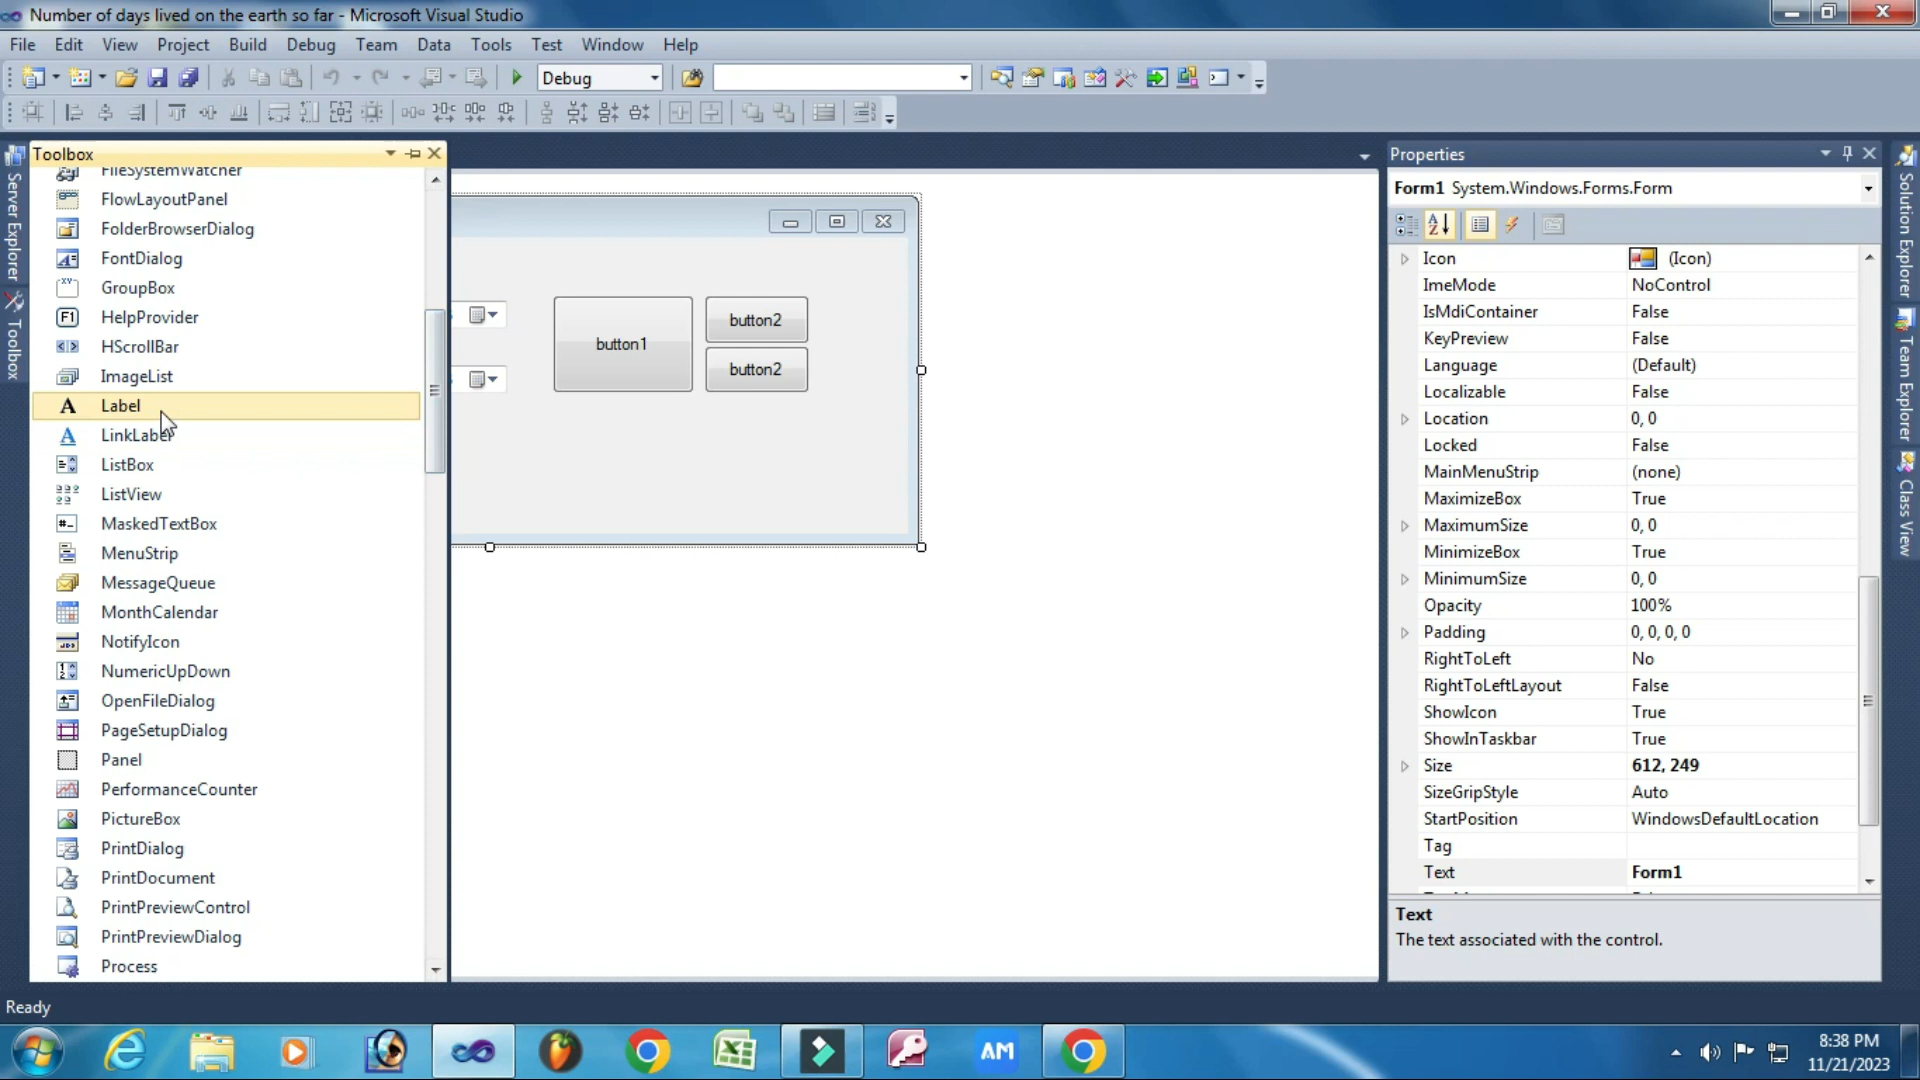 Number of days lived on the earth so far - Microsoft Visual Studio
File Edit View Project Build Debug Team Data Tools Test Window Help
Debug
Toolbox
FileSystemWatcher
FlowLayoutPanel
FolderBrowserDialog
FontDialog
GroupBox
HelpProvider
HScrollBar
ImageList
Label
LinkLabel
ListBox
ListView
MaskedTextBox
MenuStrip
MessageQueue
MonthCalendar
NotifyIcon
NumericUpDown
OpenFileDialog
PageSetupDialog
Panel
PerformanceCounter
PictureBox
PrintDialog
PrintDocument
PrintPreviewControl
PrintPreviewDialog
Process
Server Explorer
Toolbox
button1
button2
button2
Properties
Form1 System.Windows.Forms.Form
Icon (Icon)
ImeMode NoControl
IsMdiContainer False
KeyPreview False
Language (Default)
Localizable False
Location 0, 0
Locked False
MainMenuStrip (none)
MaximizeBox True
MaximumSize 0, 0
MinimizeBox True
MinimumSize 0, 0
Opacity 100%
Padding 0, 0, 0, 0
RightToLeft No
RightToLeftLayout False
ShowIcon True
ShowInTaskbar True
Size 612, 249
SizeGripStyle Auto
StartPosition WindowsDefaultLocation
Tag
Text Form1
Text
The text associated with the control.
Solution Explorer
Team Explorer
Class View
Ready
AM
8:38 PM
11/21/2023